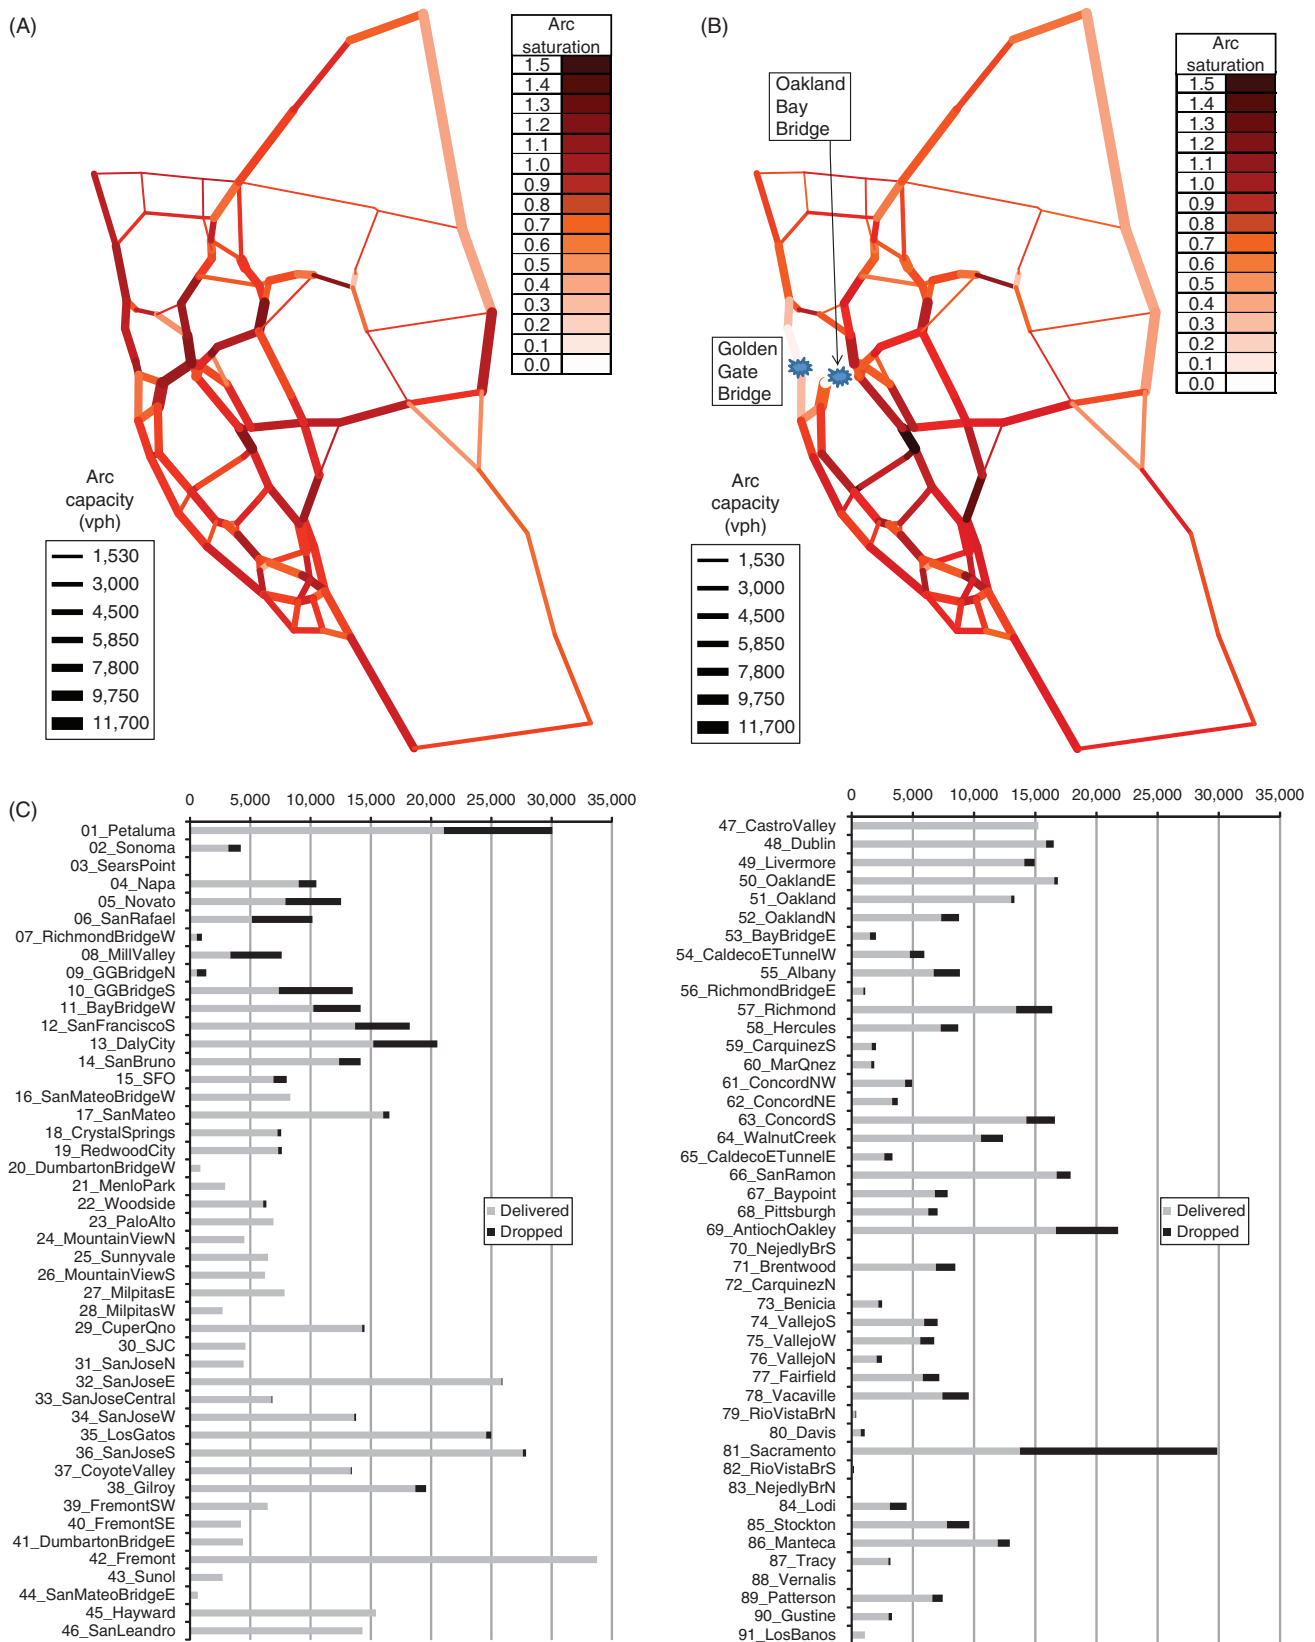 (A)
Arc
saturation
1.5
1.4
1.3
1.2
1.1
1.0
0.9
0.8
0.7
0.6
0.5
0.4
0.3
0.2
0.1
0.0
Arc
capacity
(vph)
1,530
3,000
4,500
5,850
7,800
9,750
11,700
(B)
Oakland
Bay
Bridge
Golden
Gate
Bridge
Arc
saturation
1.5
1.4
1.3
1.2
1.1
1.0
0.9
0.8
0.7
0.6
0.5
0.4
0.3
0.2
0.1
0.0
Arc
capacity
(vph)
1,530
3,000
4,500
5,850
7,800
9,750
11,700
(C)
0 5,000 10,000 15,000 20,000 25,000 30,000 35,000
01_Petaluma
02_Sonoma
03_SearsPoint
04_Napa
05_Novato
06_SanRafael
07_RichmondBridgeW
08_MillValley
09_GGBridgeN
10_GGBridgeS
11_BayBridgeW
12_SanFranciscoS
13_DalyCity
14_SanBruno
15_SFO
16_SanMateoBridgeW
17_SanMateo
18_CrystalSprings
19_RedwoodCity
20_DumbartonBridgeW
21_MenloPark
22_Woodside
23_PaloAlto
24_MountainViewN
25_Sunnyvale
26_MountainViewS
27_MilpitasE
28_MilpitasW
29_CuperQno
30_SJC
31_SanJoseN
32_SanJoseE
33_SanJoseCentral
34_SanJoseW
35_LosGatos
36_SanJoseS
37_CoyoteValley
38_Gilroy
39_FremontSW
40_FremontSE
41_DumbartonBridgeE
42_Fremont
43_Sunol
44_SanMateoBridgeE
45_Hayward
46_SanLeandro
Delivered
Dropped
0 5,000 10,000 15,000 20,000 25,000 30,000 35,000
47_CastroValley
48_Dublin
49_Livermore
50_OaklandE
51_Oakland
52_OaklandN
53_BayBridgeE
54_CaldecoETunnelW
55_Albany
56_RichmondBridgeE
57_Richmond
58_Hercules
59_CarquinezS
60_MarQnez
61_ConcordNW
62_ConcordNE
63_ConcordS
64_WalnutCreek
65_CaldecoETunnelE
66_SanRamon
67_Baypoint
68_Pittsburgh
69_AntiochOakley
70_NejedlyBrS
71_Brentwood
72_CarquinezN
73_Benicia
74_VallejoS
75_VallejoW
76_VallejoN
77_Fairfield
78_Vacaville
79_RioVistaBrN
80_Davis
81_Sacramento
82_RioVistaBrS
83_NejedlyBrN
84_Lodi
85_Stockton
86_Manteca
87_Tracy
88_Vernalis
89_Patterson
90_Gustine
91_LosBanos
Delivered
Dropped